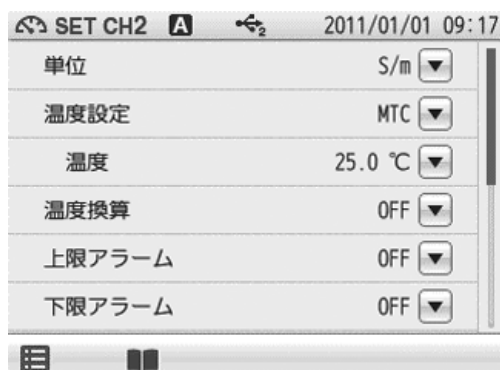 SET CH2 A 2 2011/01/01 09:17
単位 S/m
温度設定 MTC
温度 25.0 ℃
温度換算 OFF
上限アラーム OFF
下限アラーム OFF